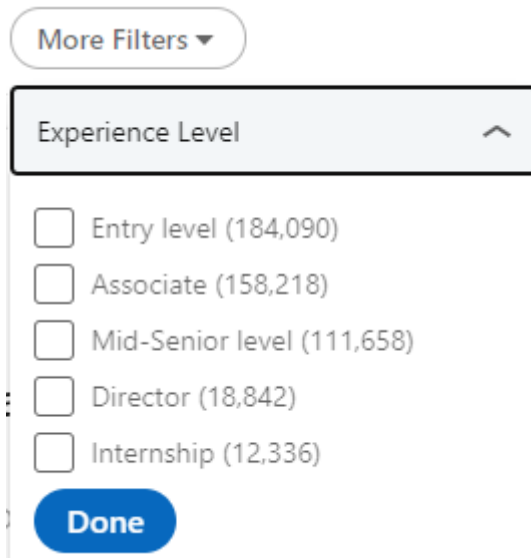 More Filters
Experience Level
Entry level (184,090)
Associate (158,218)
Mid-Senior level (111,658)
Director (18,842)
Internship (12,336)
Done